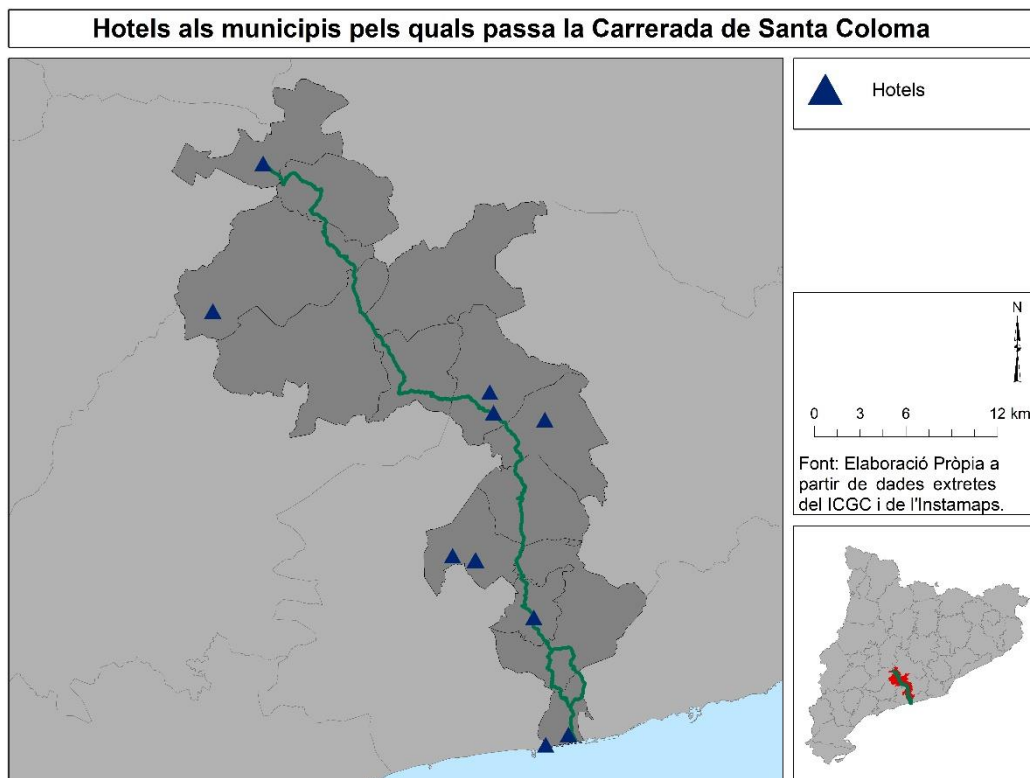 Hotels als municipis pels quals passa la Carrerada de Santa Coloma
Hotels
N
0 3 6 12 km
Font: Elaboració Pròpia a
partir de dades extretes
del ICGC i de l'Instamaps.